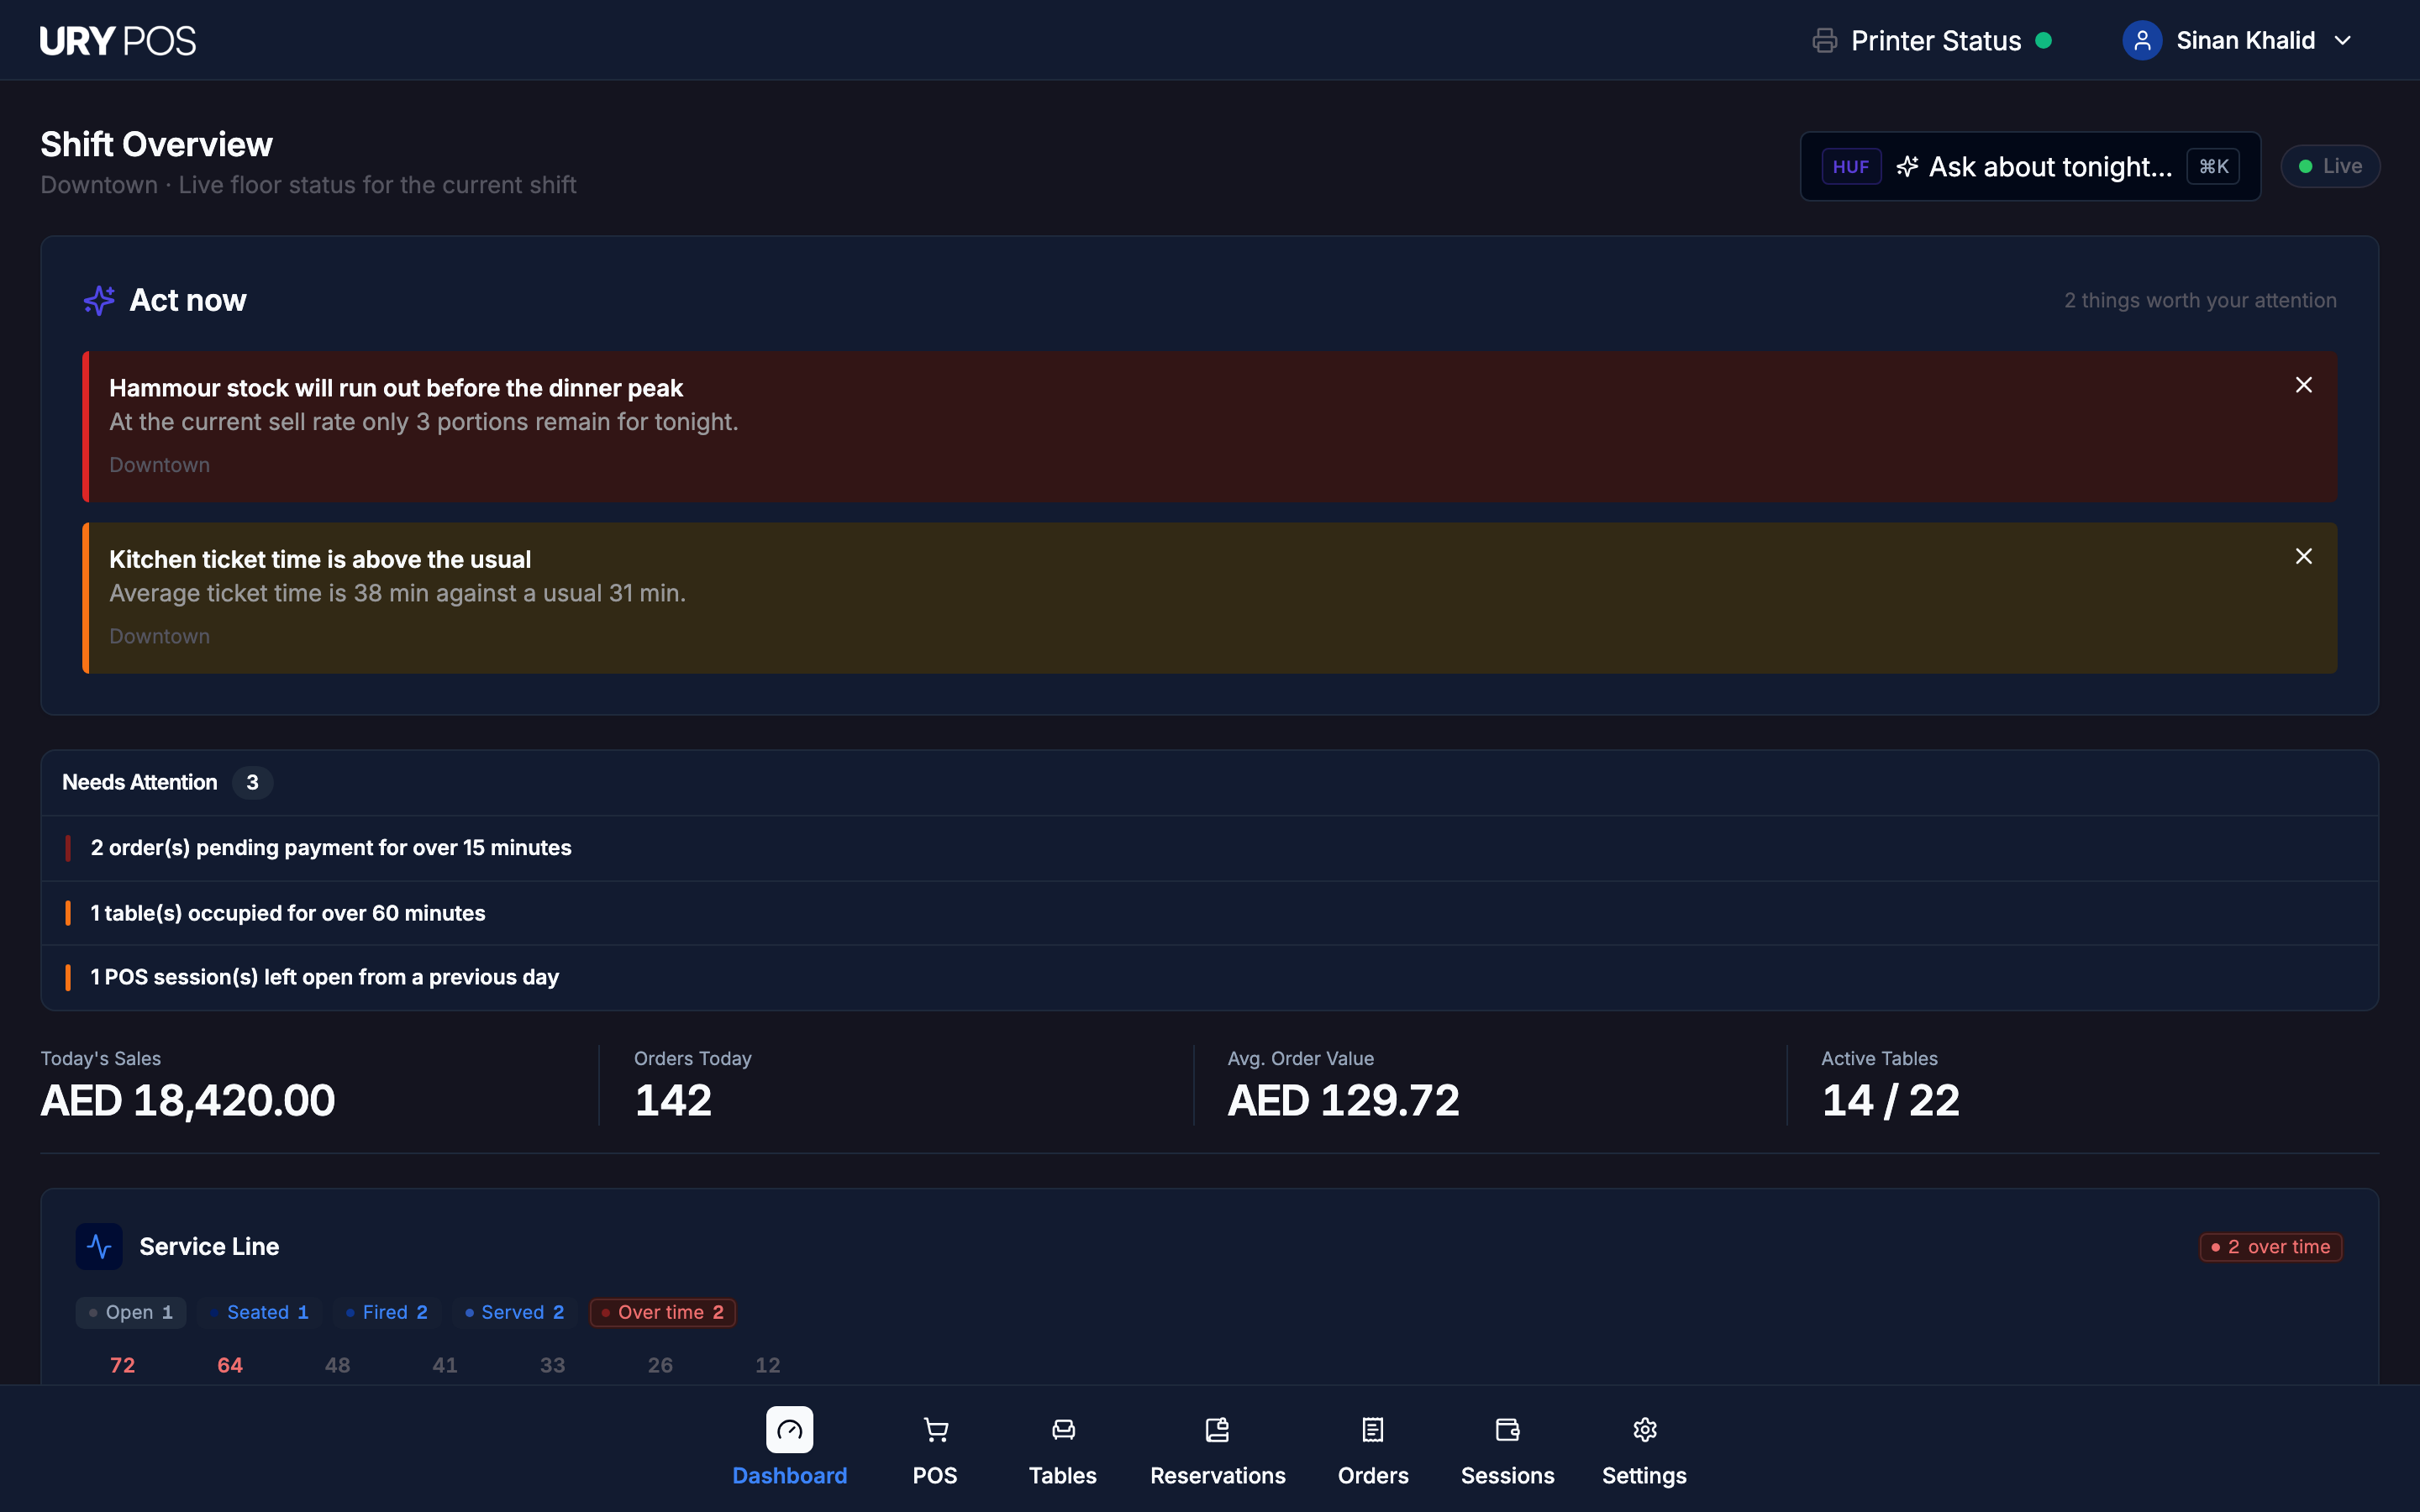 URY POS
Printer Status
Sinan Khalid
Shift Overview
Downtown · Live floor status for the current shift
HUF Ask about tonight... ⌘K
Live
Act now
2 things worth your attention
Hammour stock will run out before the dinner peak
At the current sell rate only 3 portions remain for tonight.
Downtown
Kitchen ticket time is above the usual
Average ticket time is 38 min against a usual 31 min.
Downtown
Needs Attention 3
2 order(s) pending payment for over 15 minutes
1 table(s) occupied for over 60 minutes
1 POS session(s) left open from a previous day
Today's Sales
AED 18,420.00
Orders Today
142
Avg. Order Value
AED 129.72
Active Tables
14 / 22
Service Line
2 over time
Open 1 Seated 1 Fired 2 Served 2 Over time 2
72 64 48 41 33 26 12
Dashboard POS Tables Reservations Orders Sessions Settings